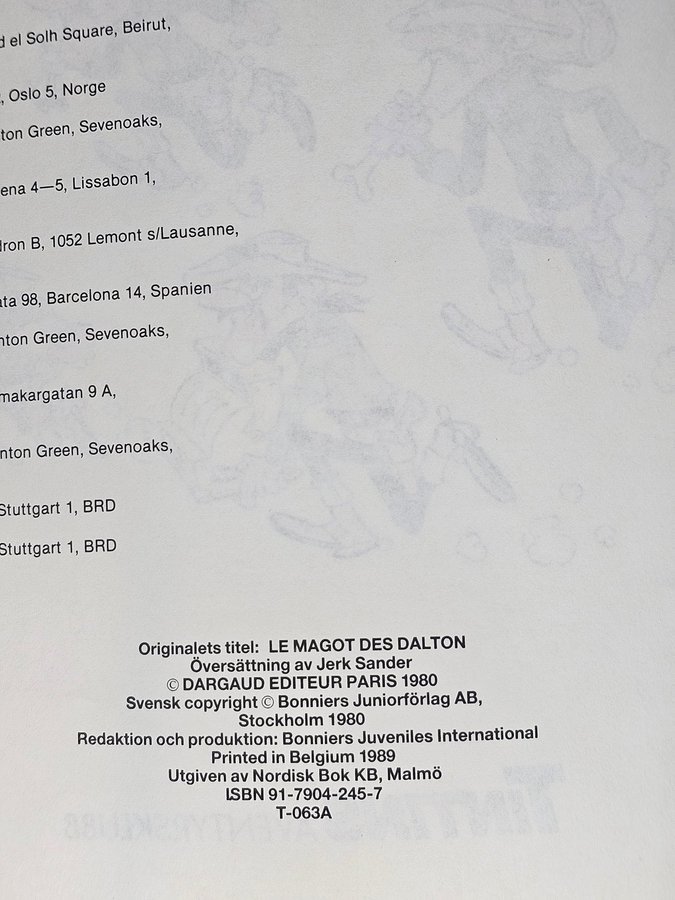 el Solh Square, Beirut,
, Oslo 5, Norge
ton Green, Sevenoaks,
ena 4—5, Lissabon 1,
dron B, 1052 Lemont s/Lausanne,
ata 98, Barcelona 14, Spanien
nton Green, Sevenoaks,
makargatan 9 A,
nton Green, Sevenoaks,
Stuttgart 1, BRD
Stuttgart 1, BRD
Originalets titel: LE MAGOT DES DALTON
Översättning av Jerk Sander
© DARGAUD EDITEUR PARIS 1980
Svensk copyright © Bonniers Juniorförlag AB,
Stockholm 1980
Redaktion och produktion: Bonniers Juveniles International
Printed in Belgium 1989
Utgiven av Nordisk Bok KB, Malmö
ISBN 91-7904-245-7
T-063A